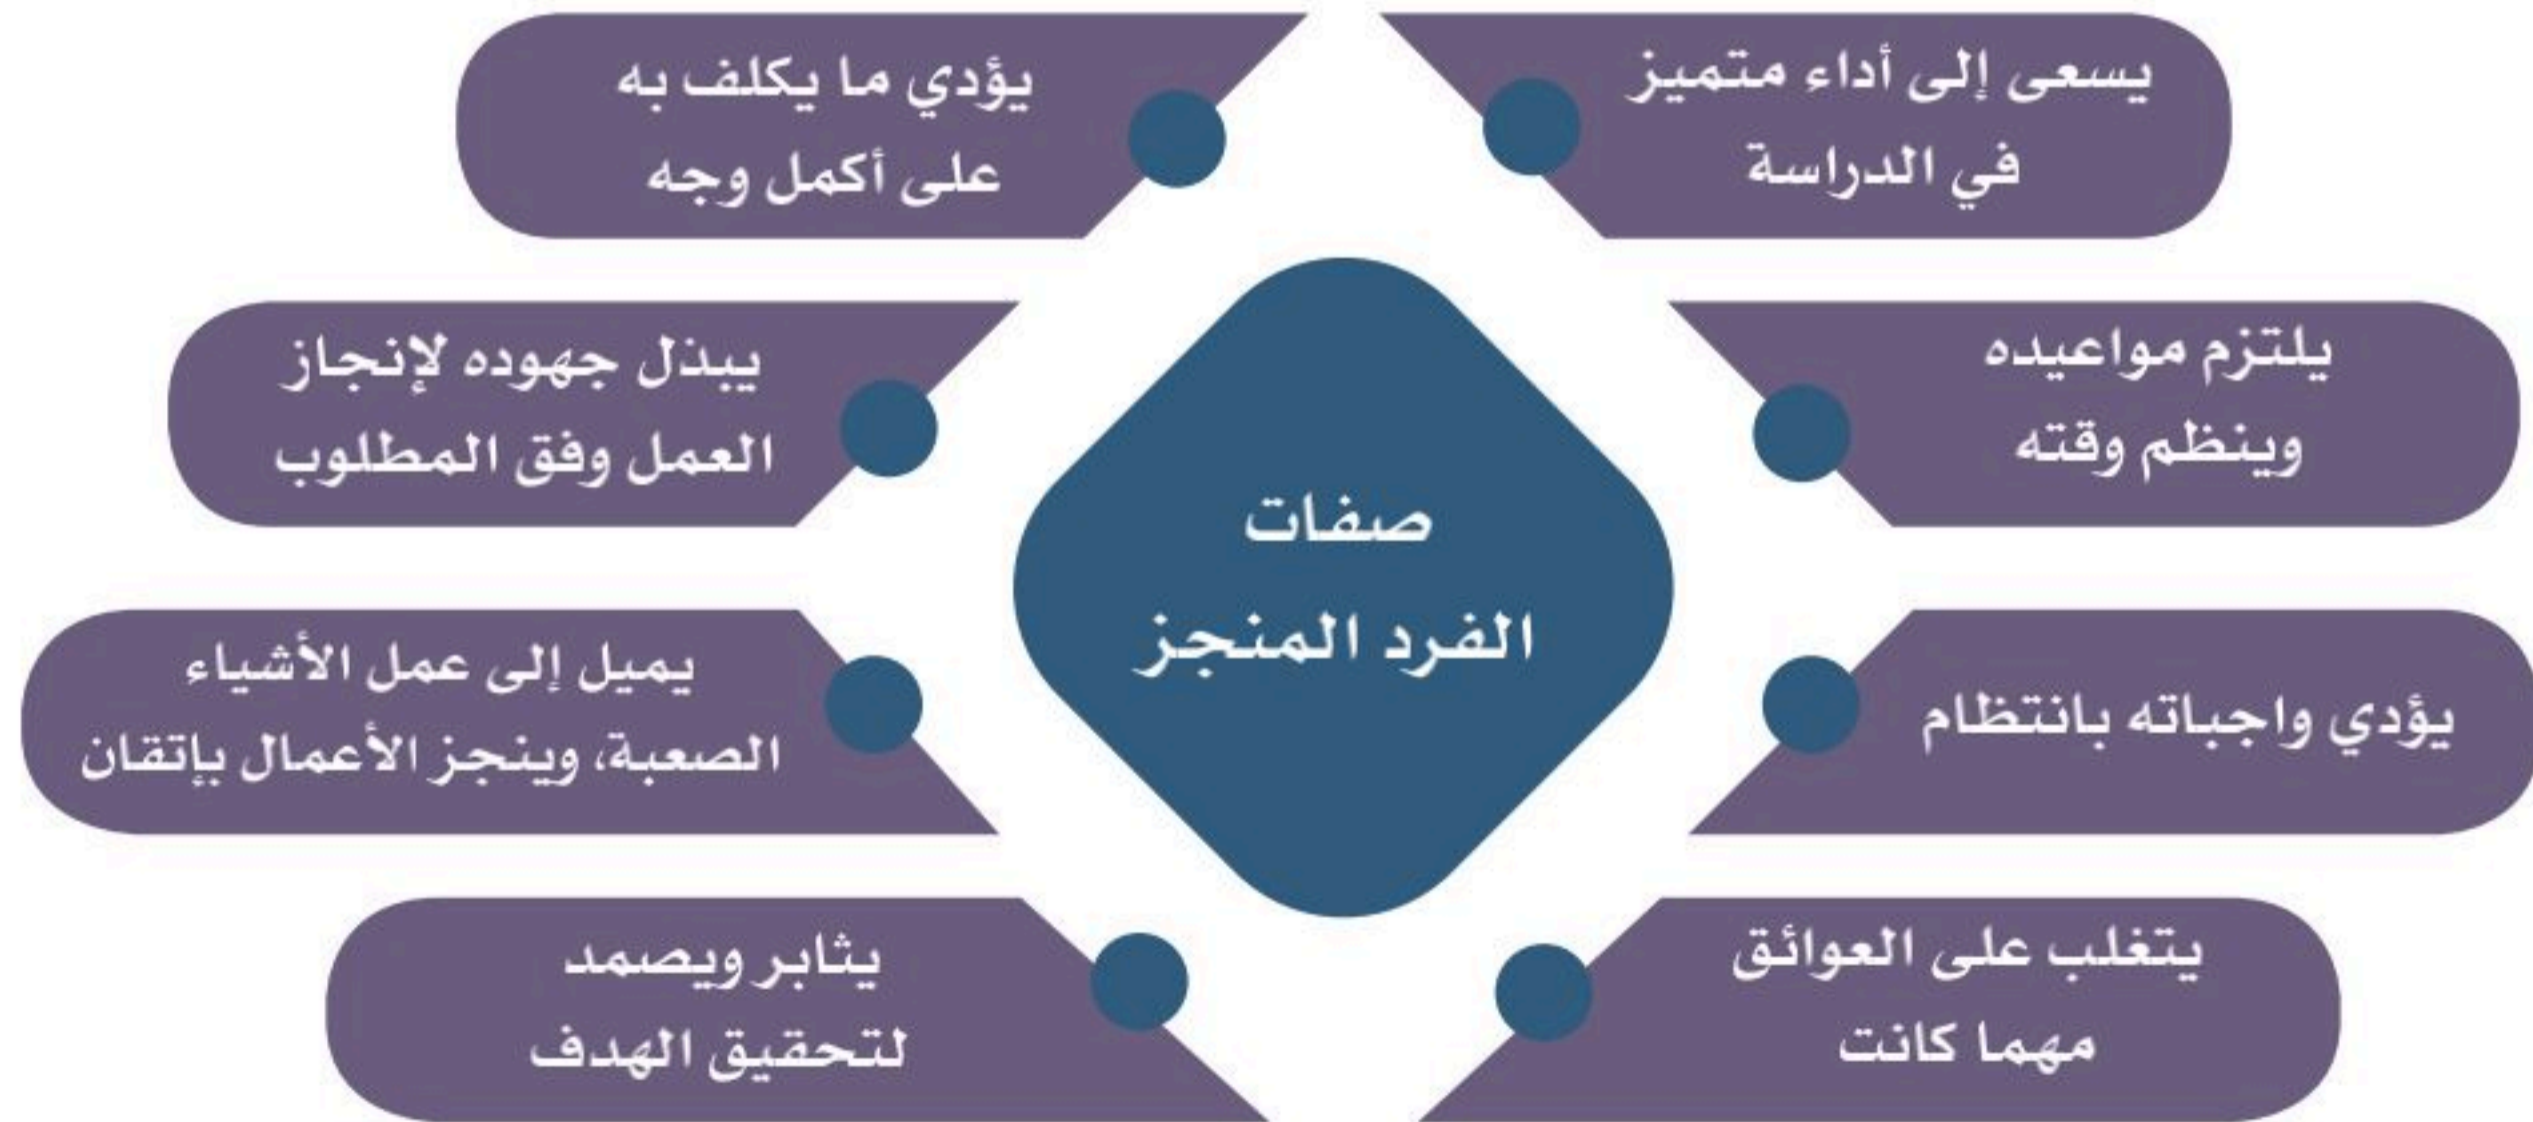 صفات
الفرد المنجز
يسعى إلى أداء متميز
في الدراسة
يلتزم مواعيده
وينظم وقته
يؤدي واجباته بانتظام
يتغلب على العوائق
مهما كانت
يؤدي ما يكلف به
على أكمل وجه
يبذل جهوده لإنجاز
العمل وفق المطلوب
يميل إلى عمل الأشياء
الصعبة، وينجز الأعمال بإتقان
يثابر ويصمد
لتحقيق الهدف